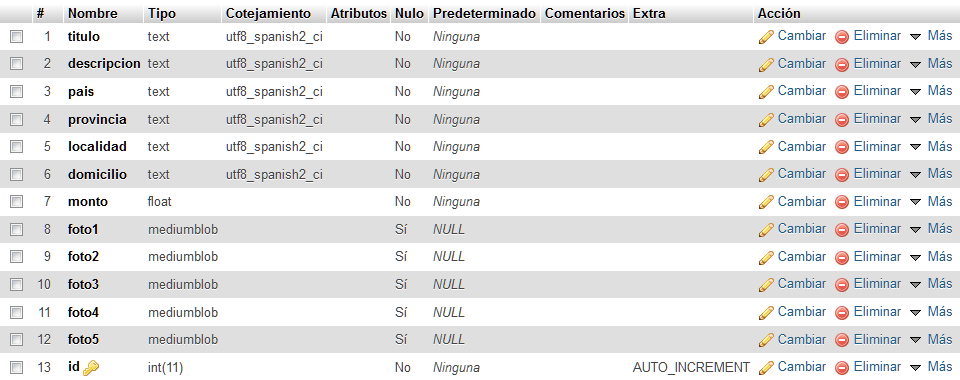 # Nombre Tipo Cotejamiento Atributos Nulo Predeterminado Comentarios Extra Acción
1 titulo text utf8_spanish2_ci No Ninguna Cambiar Eliminar Más
2 descripcion text utf8_spanish2_ci No Ninguna Cambiar Eliminar Más
3 pais text utf8_spanish2_ci No Ninguna Cambiar Eliminar Más
4 provincia text utf8_spanish2_ci No Ninguna Cambiar Eliminar Más
5 localidad text utf8_spanish2_ci No Ninguna Cambiar Eliminar Más
6 domicilio text utf8_spanish2_ci No Ninguna Cambiar Eliminar Más
7 monto float No Ninguna Cambiar Eliminar Más
8 foto1 mediumblob Sí NULL Cambiar Eliminar Más
9 foto2 mediumblob Sí NULL Cambiar Eliminar Más
10 foto3 mediumblob Sí NULL Cambiar Eliminar Más
11 foto4 mediumblob Sí NULL Cambiar Eliminar Más
12 foto5 mediumblob Sí NULL Cambiar Eliminar Más
13 id int(11) No Ninguna AUTO_INCREMENT Cambiar Eliminar Más